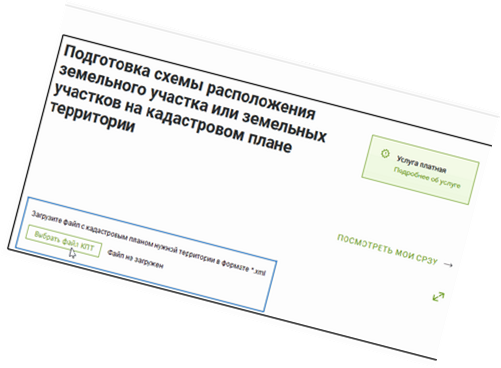 Подготовка схемы расположения
земельного участка или земельных
участков на кадастровом плане
территории
Услуга платная
Подробнее об услуге
Загрузите файл с кадастровым планом нужной территории в формате *.xml
Выбрать файл КПТ
Файл не загружен
ПОСМОТРЕТЬ МОИ СРЗУ →